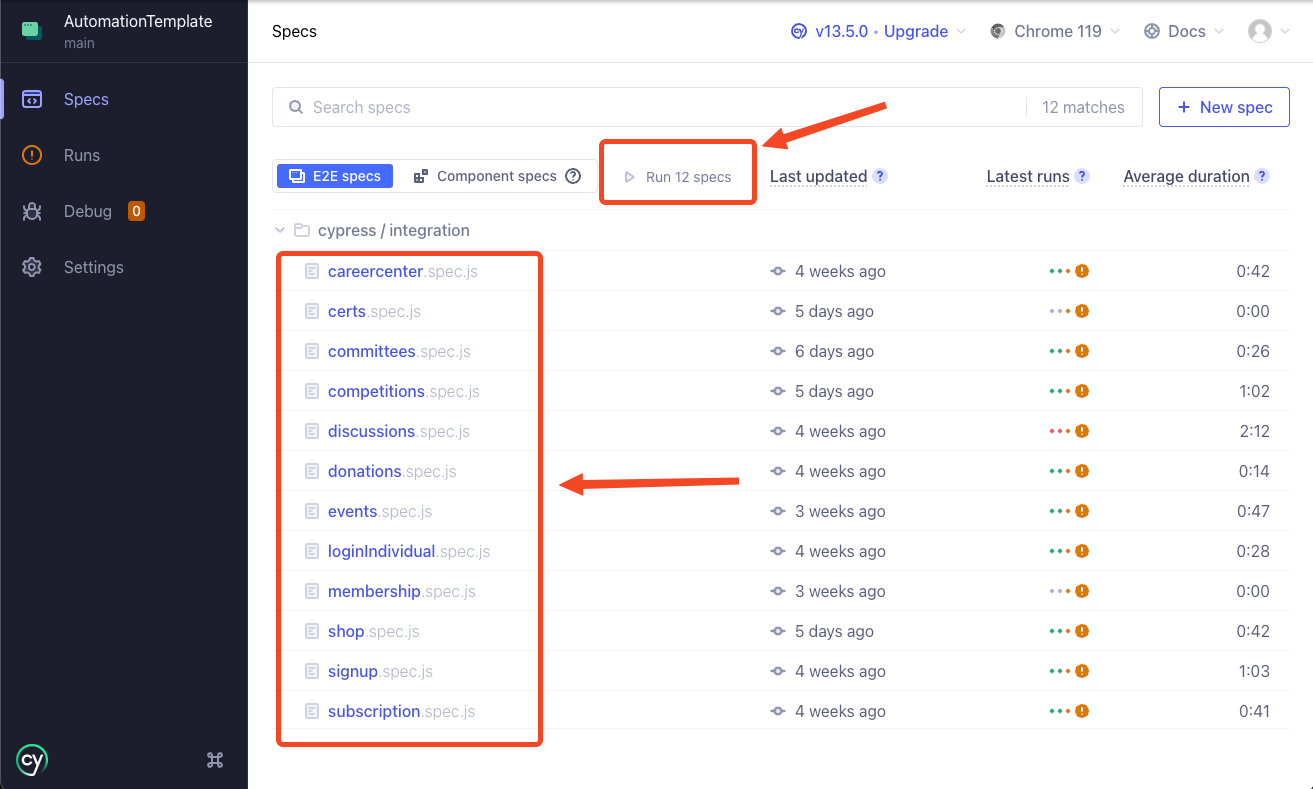 AutomationTemplate
main
Specs
Runs
Debug 0
Settings
cy
Specs
v13.5.0 • Upgrade Chrome 119 Docs
Search specs 12 matches + New spec
E2E specs Component specs ? Run 12 specs Last updated ? Latest runs ? Average duration ?
cypress / integration
careercenter.spec.js 4 weeks ago 0:42
certs.spec.js 5 days ago 0:00
committees.spec.js 6 days ago 0:26
competitions.spec.js 5 days ago 1:02
discussions.spec.js 4 weeks ago 2:12
donations.spec.js 4 weeks ago 0:14
events.spec.js 3 weeks ago 0:47
loginIndividual.spec.js 4 weeks ago 0:28
membership.spec.js 3 weeks ago 0:00
shop.spec.js 5 days ago 0:42
signup.spec.js 4 weeks ago 1:03
subscription.spec.js 4 weeks ago 0:41